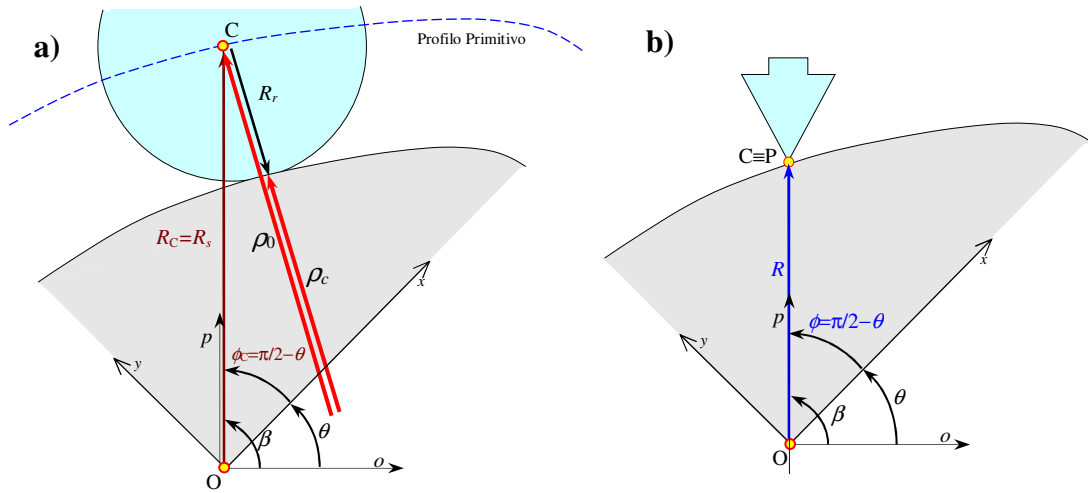 a)
C
Profilo Primitivo
R_r
R_C=R_s
ρ_0
ρ_c
x
p
ϕ_C=π/2−θ
y
β
θ
O
o
b)
C≡P
R
x
p
ϕ=π/2−θ
y
β
θ
O
o